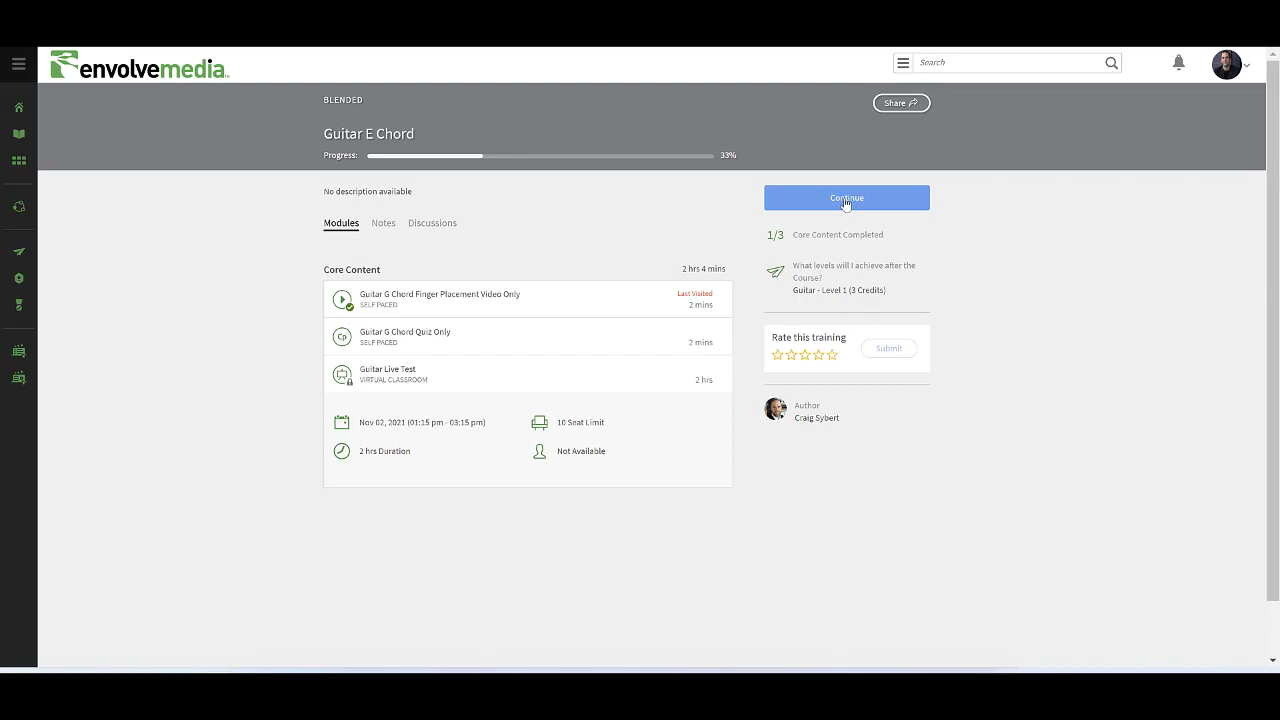 envolvemedia
Search
BLENDED
Share
Guitar E Chord
Progress:
33%
No description available
Continue
Modules
Notes
Discussions
1/3
Core Content Completed
Core Content
2 hrs 4 mins
What levels will I achieve after the
Course?
Guitar - Level 1 (3 Credits)
Guitar G Chord Finger Placement Video Only
Last Visited
SELF PACED
2 mins
Cp
Guitar G Chord Quiz Only
SELF PACED
2 mins
Rate this training
Submit
Guitar Live Test
VIRTUAL CLASSROOM
2 hrs
Author
Craig Sybert
Nov 02, 2021 (01:15 pm - 03:15 pm)
10 Seat Limit
2 hrs Duration
Not Available